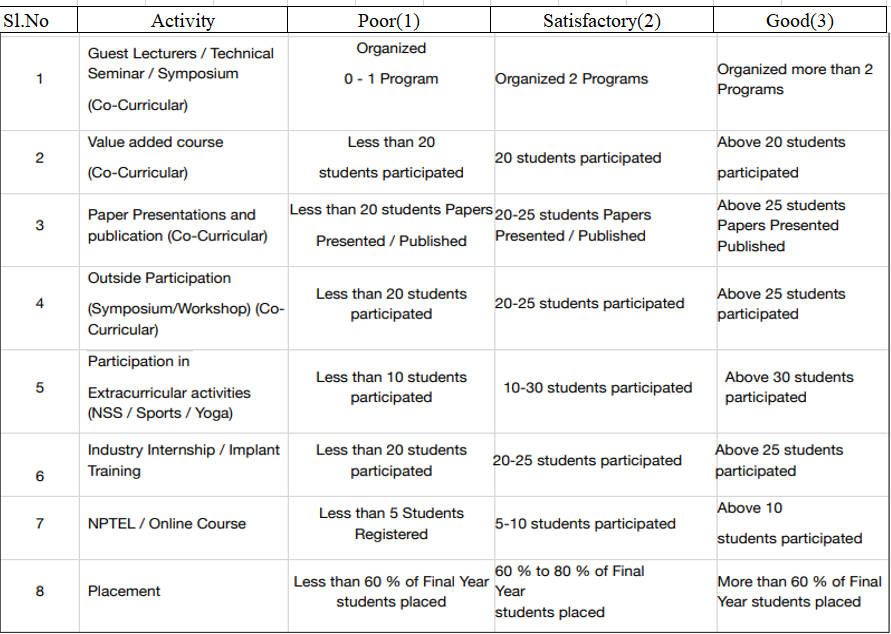 Sl.No Activity Poor(1) Satisfactory(2) Good(3)
1
Guest Lecturers / Technical
Seminar / Symposium
(Co-Curricular)
Organized
0 - 1 Program
Organized 2 Programs
Organized more than 2
Programs
2
Value added course
(Co-Curricular)
Less than 20
students participated
20 students participated
Above 20 students
participated
3
Paper Presentations and
publication (Co-Curricular)
Less than 20 students Papers
Presented / Published
20-25 students Papers
Presented / Published
Above 25 students
Papers Presented
Published
4
Outside Participation
(Symposium/Workshop) (Co-
Curricular)
Less than 20 students
participated
20-25 students participated
Above 25 students
participated
5
Participation in
Extracurricular activities
(NSS / Sports / Yoga)
Less than 10 students
participated
10-30 students participated
Above 30 students
participated
6
Industry Internship / Implant
Training
Less than 20 students
participated
20-25 students participated
Above 25 students
participated
7
NPTEL / Online Course
Less than 5 Students
Registered
5-10 students participated
Above 10
students participated
8
Placement
Less than 60 % of Final Year
students placed
60 % to 80 % of Final
Year
students placed
More than 60 % of Final
Year students placed